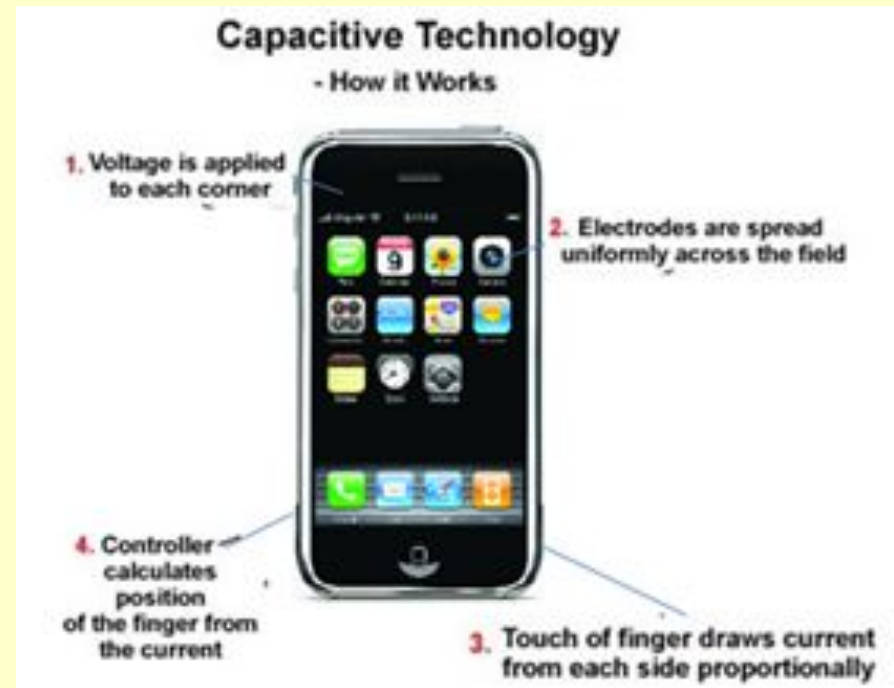 Capacitive Technology
- How it Works
1. Voltage is applied
to each corner
2. Electrodes are spread
uniformly across the field
9
4. Controller
calculates
position
of the finger from
the current
3. Touch of finger draws current
from each side proportionally